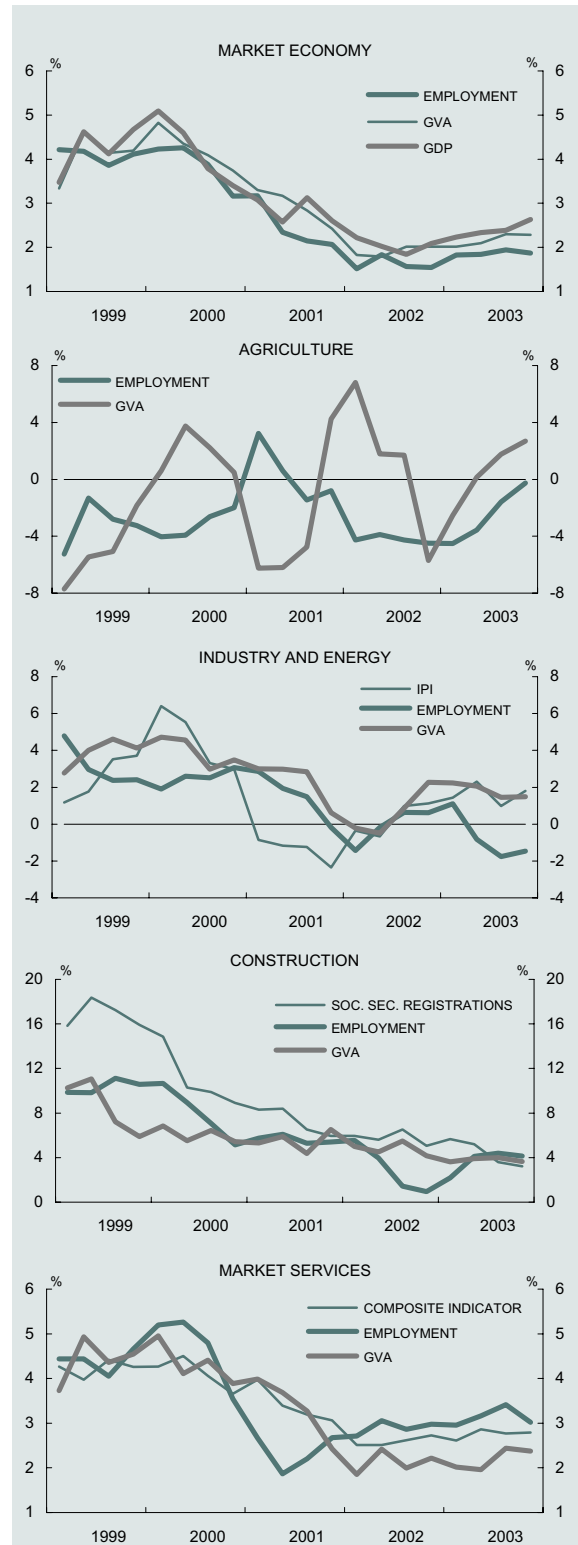 MARKET ECONOMY
% %
6 6
EMPLOYMENT
5 5
GVA
GDP
4 4
3 3
2 2
1 1
1999 2000 2001 2002 2003
AGRICULTURE
% %
8 8
EMPLOYMENT
GVA
4 4
0 0
-4 -4
-8 -8
1999 2000 2001 2002 2003
INDUSTRY AND ENERGY
% %
8 8
IPI
EMPLOYMENT
6 6
GVA
4 4
2 2
0 0
-2 -2
-4 -4
1999 2000 2001 2002 2003
CONSTRUCTION
% %
20 20
SOC. SEC. REGISTRATIONS
16 16
EMPLOYMENT
GVA
12 12
8 8
4 4
0 0
1999 2000 2001 2002 2003
MARKET SERVICES
% %
6 6
COMPOSITE INDICATOR
EMPLOYMENT
5 5
GVA
4 4
3 3
2 2
1 1
1999 2000 2001 2002 2003